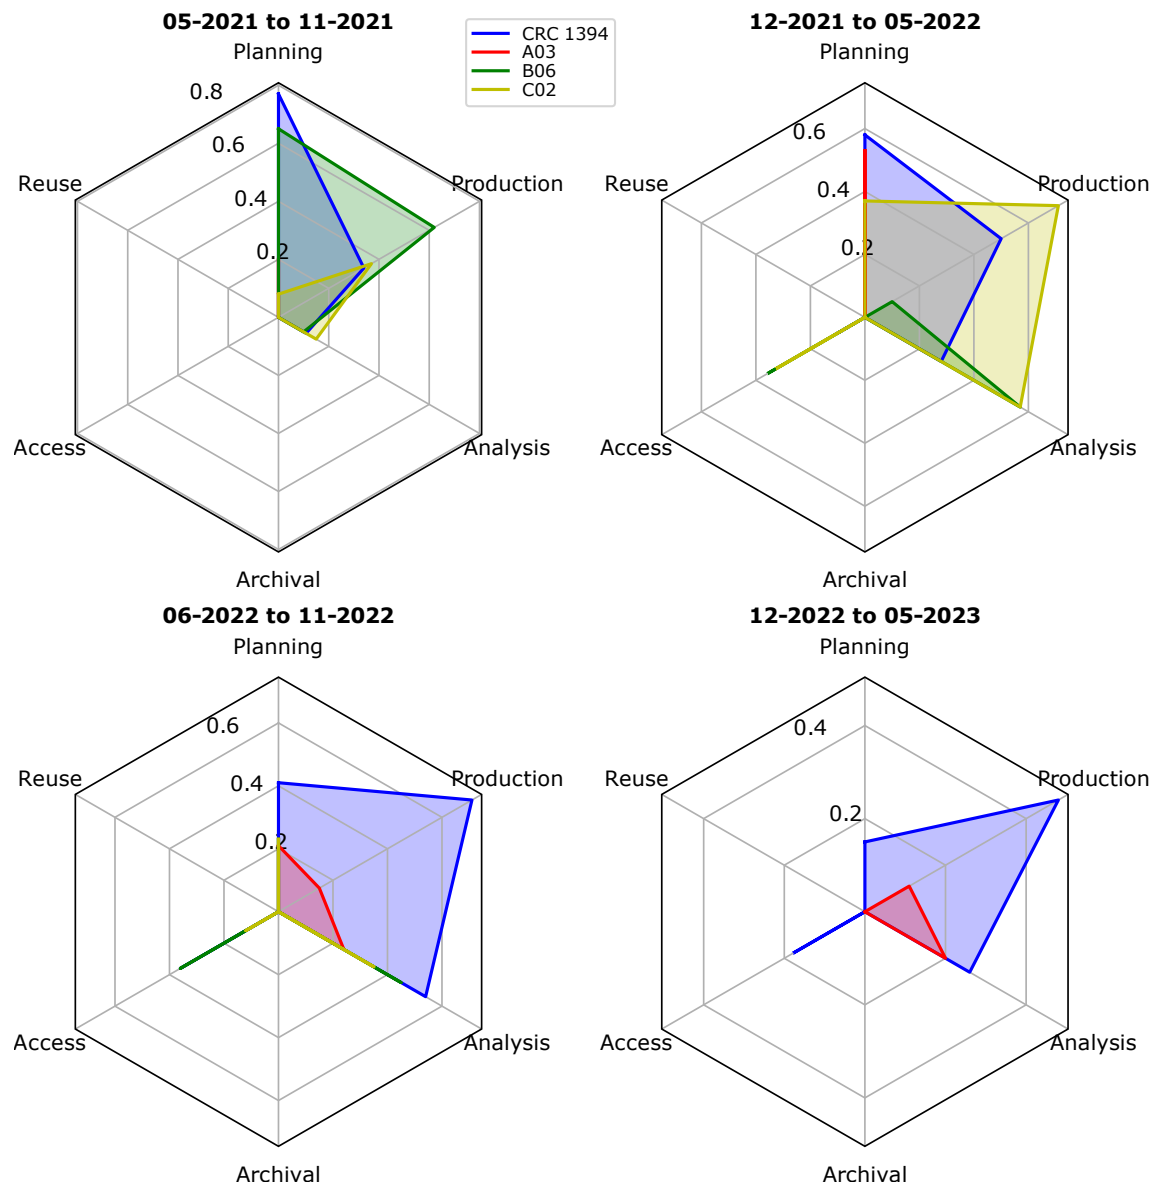 05-2021 to 11-2021
Planning
0.8
0.6
0.4
0.2
Reuse
Production
Access
Analysis
Archival
CRC 1394
A03
B06
C02
12-2021 to 05-2022
Planning
0.6
0.4
0.2
Reuse
Production
Access
Analysis
Archival
06-2022 to 11-2022
Planning
0.6
0.4
0.2
Reuse
Production
Access
Analysis
Archival
12-2022 to 05-2023
Planning
0.4
0.2
Reuse
Production
Access
Analysis
Archival